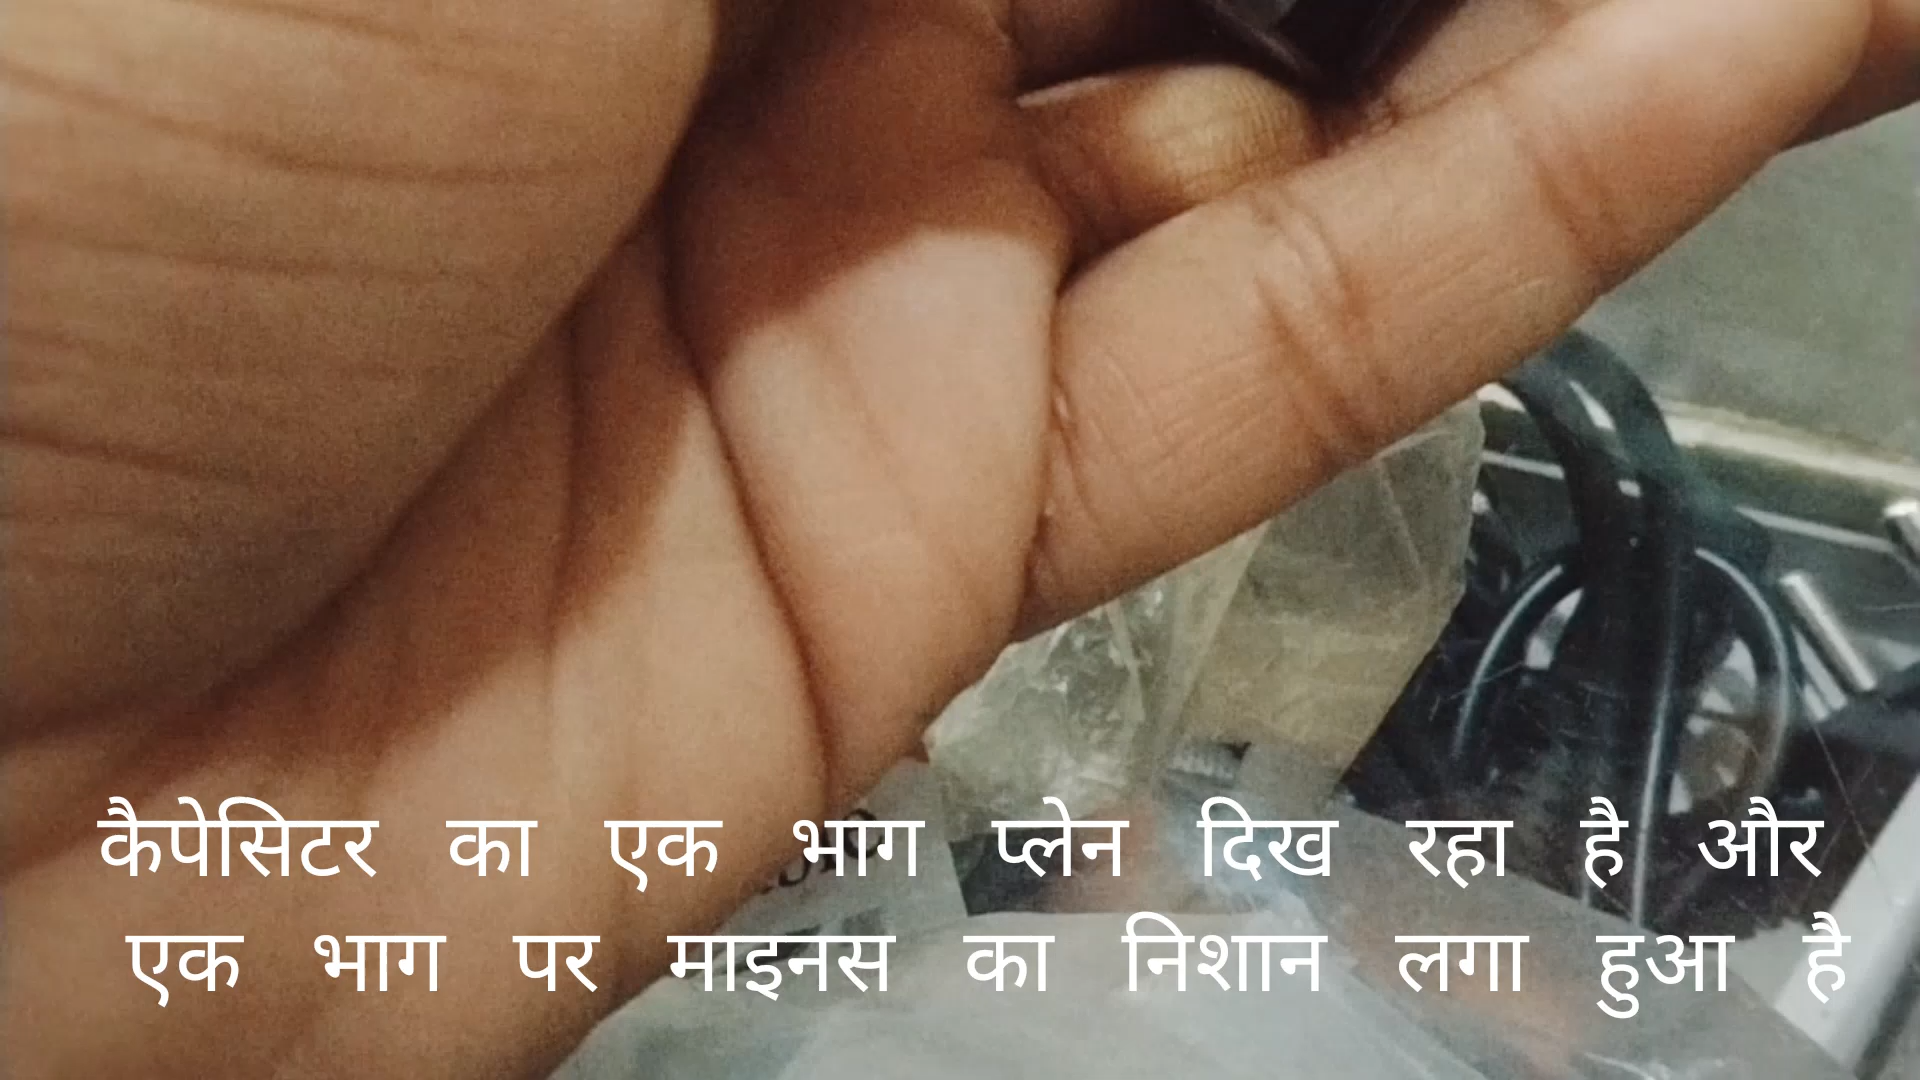 कैपेसिटर का एक भाग प्लेन दिख रहा है और
एक भाग पर माइनस का निशान लगा हुआ है